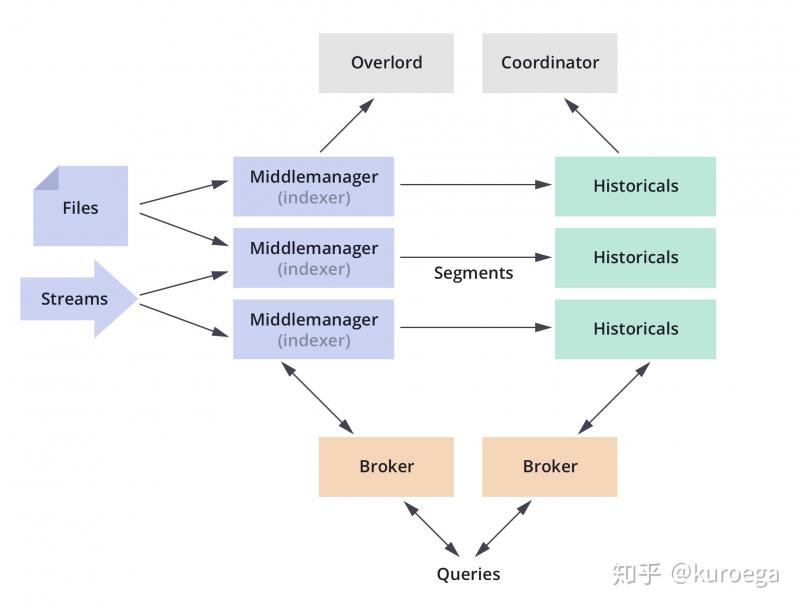 Overlord
Coordinator
Files
Streams
Middlemanager
(indexer)
Middlemanager
(indexer)
Middlemanager
(indexer)
Segments
Historicals
Historicals
Historicals
Broker
Broker
Queries
知乎 @kuroega